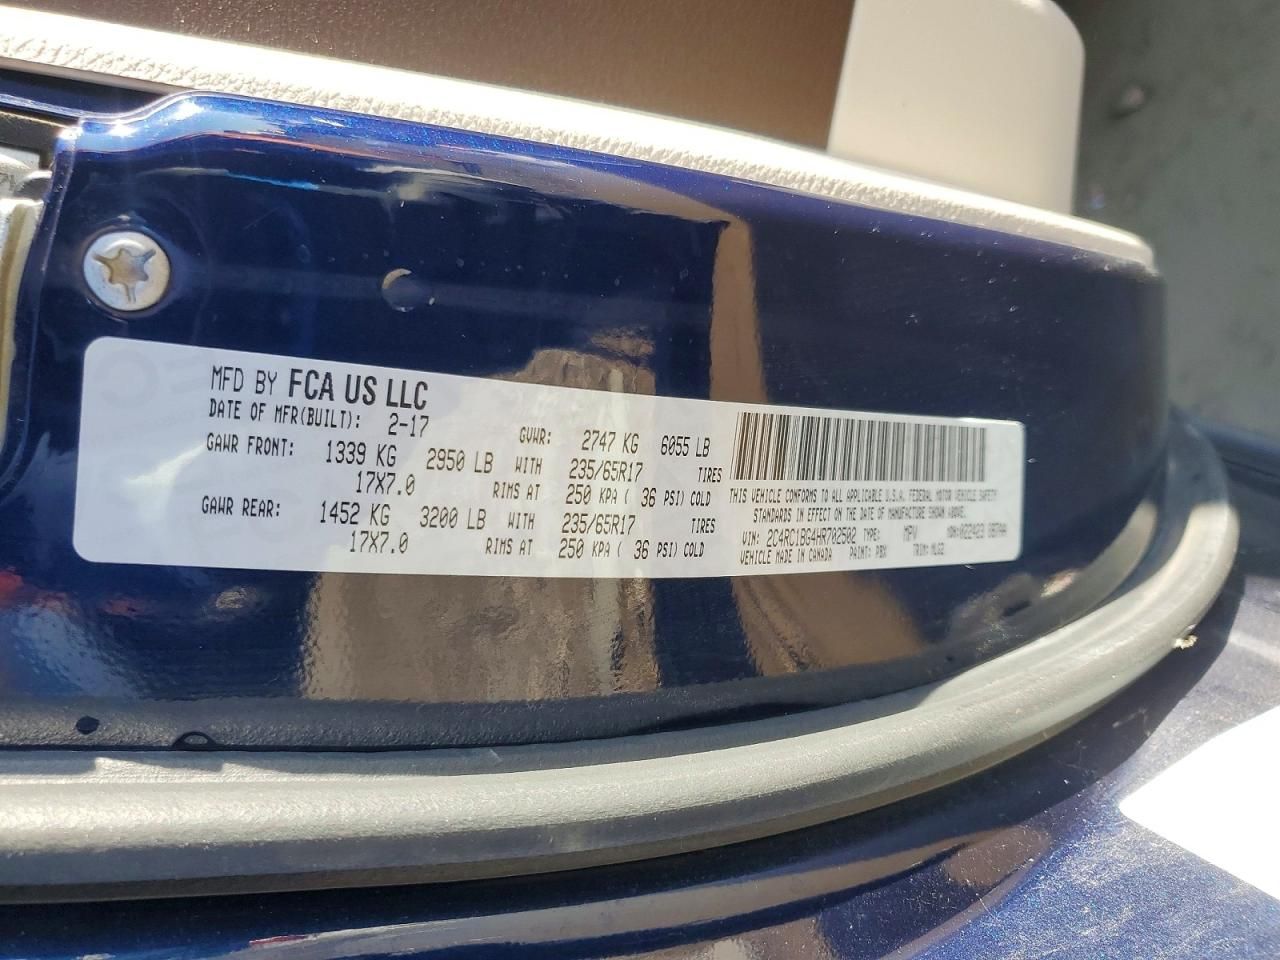 MFD BY FCA US LLC
DATE OF MFR(BUILT): 2-17 GVWR: 2747 KG 6055 LB
GAWR FRONT: 1339 KG 2950 LB WITH 235/65R17 TIRES
17X7.0 RIMS AT 250 KPA ( 36 PSI) COLD
GAWR REAR: 1452 KG 3200 LB WITH 235/65R17 TIRES
17X7.0 RIMS AT 250 KPA ( 36 PSI) COLD
THIS VEHICLE CONFORMS TO ALL APPLICABLE U.S.A. FEDERAL MOTOR VEHICLE SAFETY
STANDARDS IN EFFECT ON THE DATE OF MANUFACTURE SHOWN ABOVE.
VIN: 2C4RC1BG4HR702502 TYPE: MPV MDH:022423
VEHICLE MADE IN CANADA PAINT: PBX TRIM: